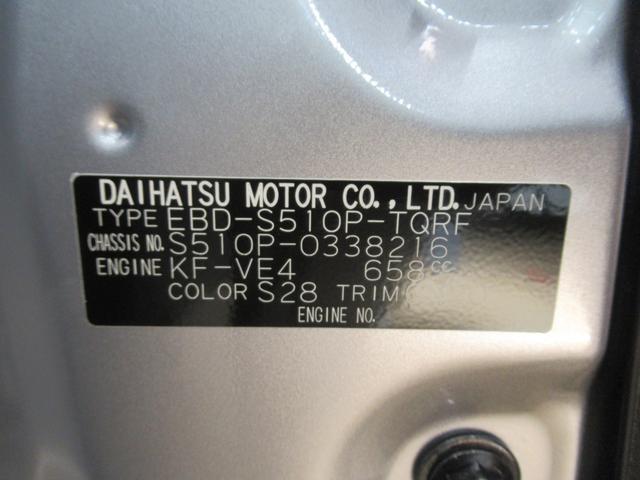 DAIHATSU MOTOR CO.,LTD. JAPAN
TYPE EBD-S510P-TQRF
CHASSIS NO. S510P-0338216
ENGINE KF-VE4 658cc
COLOR S28 TRIM
ENGINE NO.